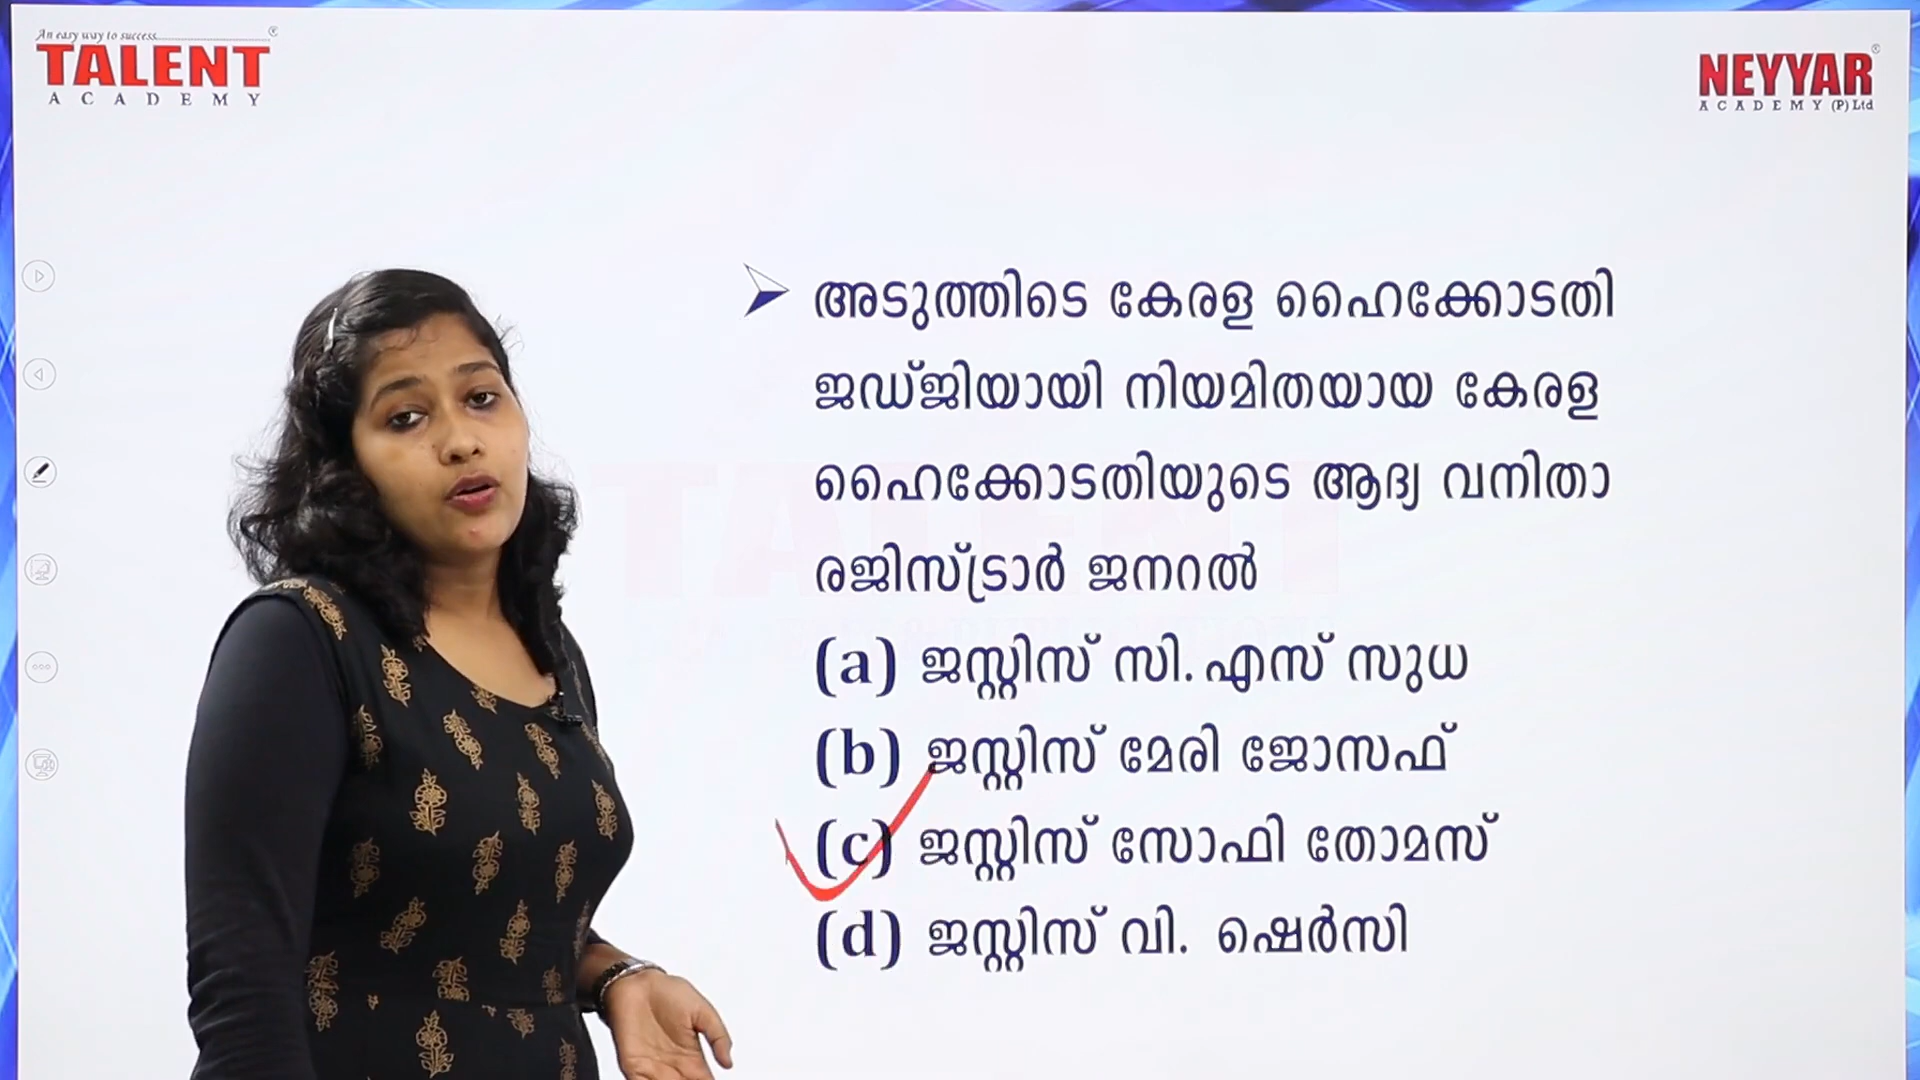 An easy way to success
TALENT
ACADEMY
NEYYAR
ACADEMY (P) Ltd
അടുത്തിടെ കേരള ഹൈക്കോടതി
ജഡ്ജിയായി നിയമിതയായ കേരള
ഹൈക്കോടതിയുടെ ആദ്യ വനിതാ
രജിസ്ട്രാർ ജനറൽ
(a) ജസ്റ്റിസ് സി. എസ് സുധ
(b) ജസ്റ്റിസ് മേരി ജോസഫ്
(c) ജസ്റ്റിസ് സോഫി തോമസ്
(d) ജസ്റ്റിസ് വി. ഷെർസി
TALENT